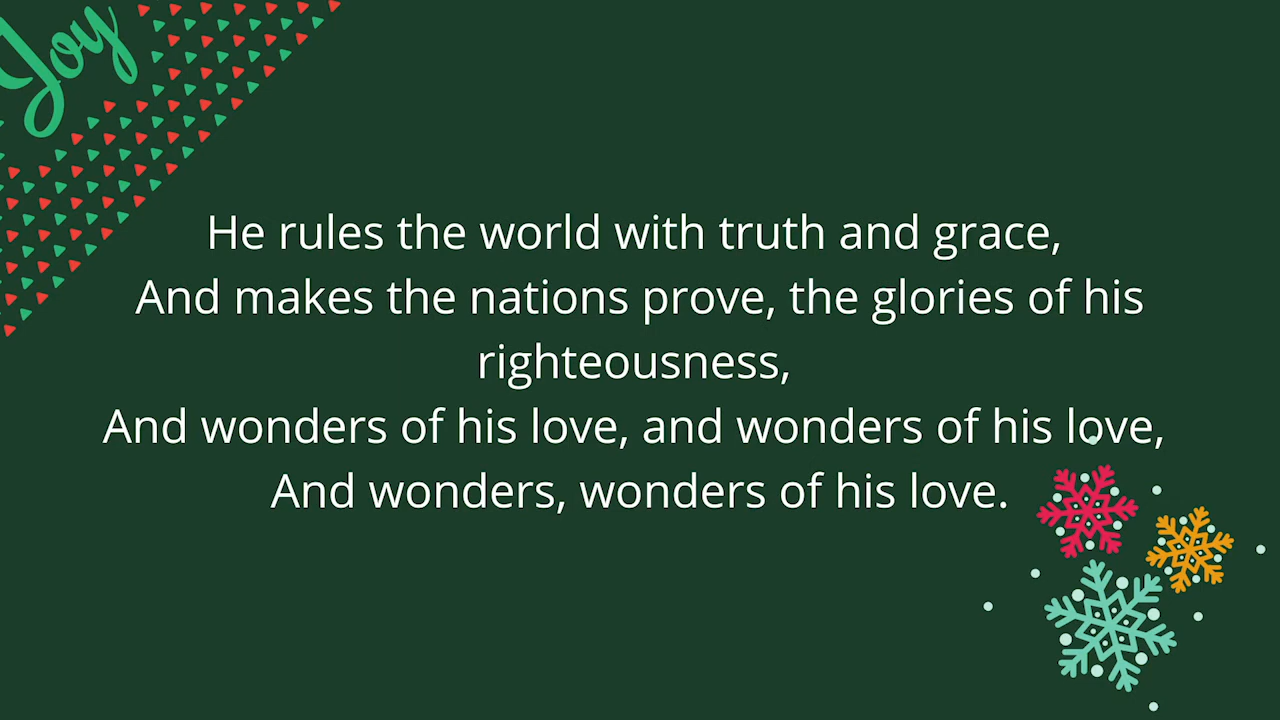 Joy
He rules the world with truth and grace,
And makes the nations prove, the glories of his
righteousness,
And wonders of his love, and wonders of his love,
And wonders, wonders of his love.